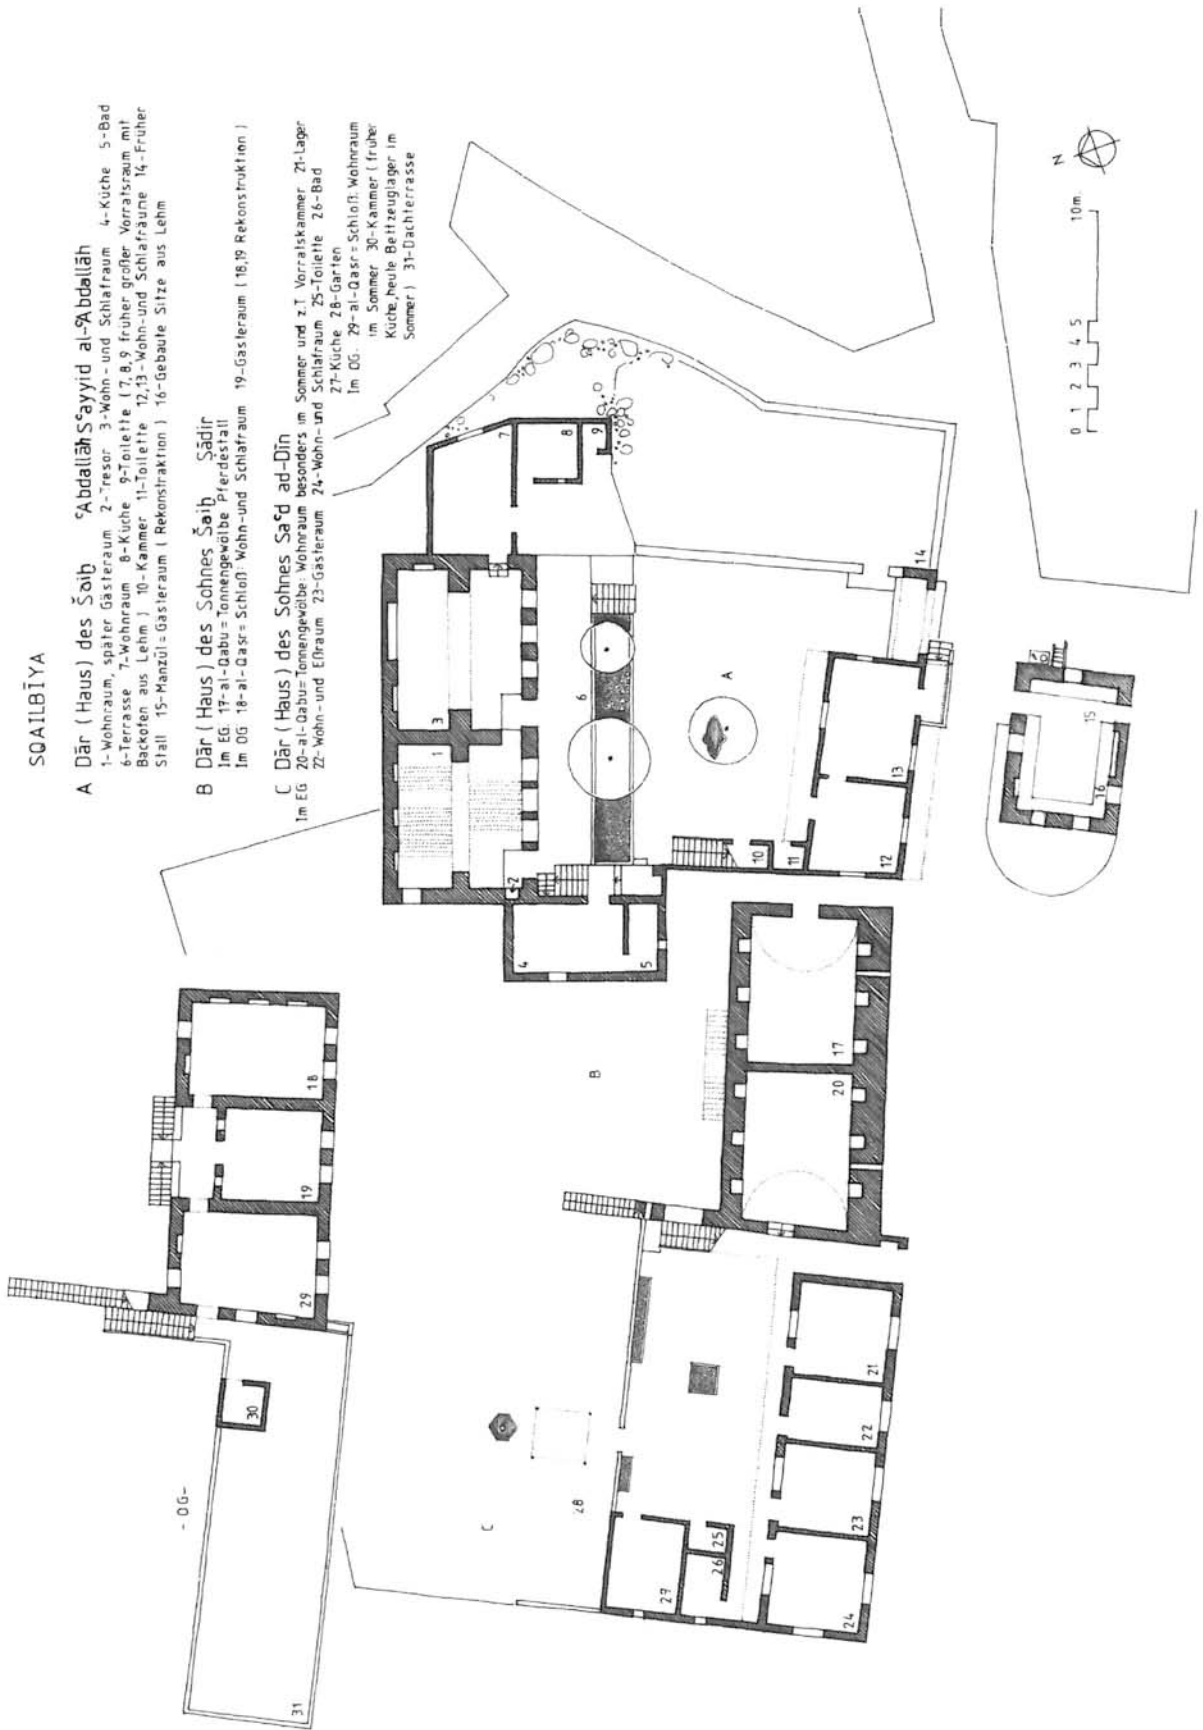 SQAILBĪYA
A Dār (Haus) des Šaiḫ ʿAbdallāh Sʿayyid al-ʿAbdallāh
1-Wohnraum, später Gästeraum 2-Tresor 3-Wohn-und Schlafraum 4-Küche 5-Bad
6-Terrasse 7-Wohnraum 8-Küche 9-Toilette (7,8,9 früher großer Vorratsraum mit
Backofen aus Lehm) 10-Kammer 11-Toilette 12,13-Wohn-und Schlafräume 14-Früher
Stall 15-Manzūl=Gästeraum (Rekonstraktion) 16-Gebaute Sitze aus Lehm
B Dār (Haus) des Sohnes Šaiḫ Ṣādir
Im EG: 17-al-Qabu=Tonnengewölbe Pferdestall
Im OG 18-al-Qaṣr=Schloß: Wohn-und Schlafraum 19-Gästeraum (18,19 Rekonstruktion)
C Dār (Haus) des Sohnes Saʿd ad-Dīn
Im EG 20-al-Qabu=Tonnengewölbe: Wohnraum besonders im Sommer und z.T Vorratskammer 21-Lager
22-Wohn-und Eßraum 23-Gästeraum 24-Wohn-und Schlafraum 25-Toilette 26-Bad
27-Küche 28-Garten
Im OG. 29-al-Qasr=Schloß: Wohnraum
im Sommer 30-Kammer (früher
Küche, heute Bettzeuglager im
Sommer) 31-Dachterrasse
-OG-
31
30
29
19
18
C
28
B
27
26
25
24
23
22
21
20
17
4
5
2
1
3
6
7
8
9
A
10
11
12
13
14
15
16
N
0 1 2 3 4 5 10m.